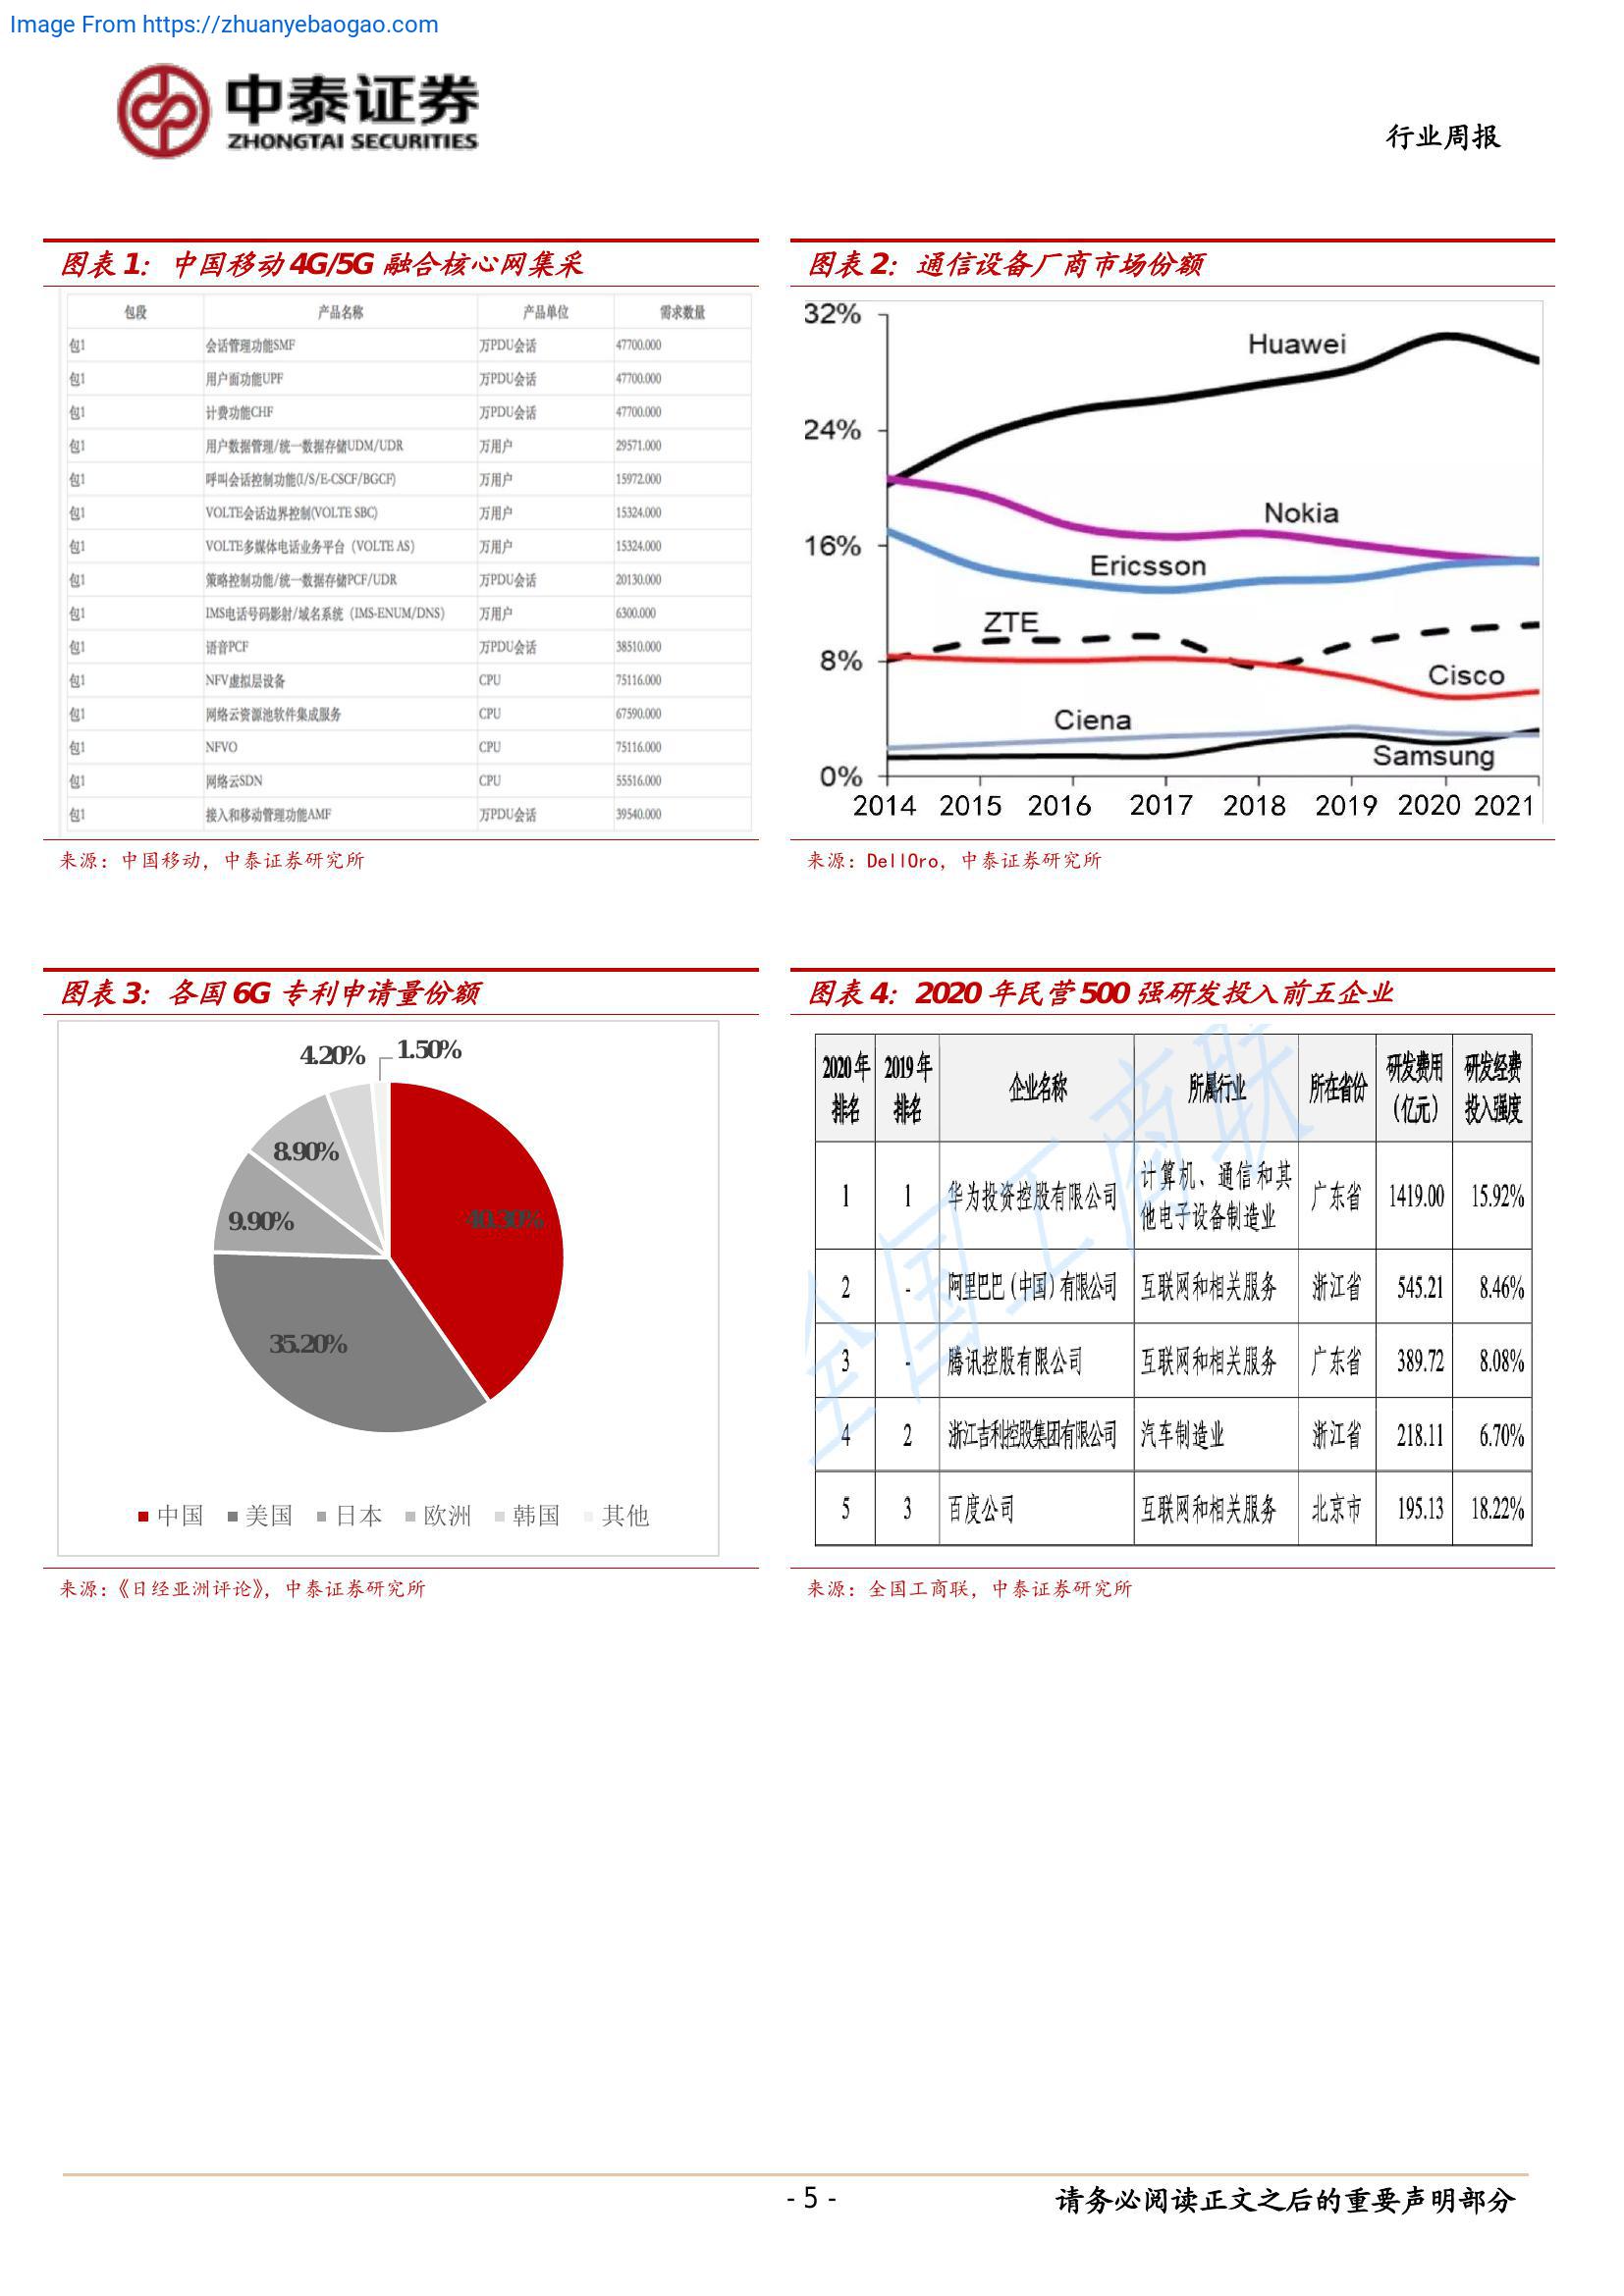 Image From https://zhuanyebaogao.com
中泰证券
ZHONGTAI SECURITIES
行业周报
图表 1：中国移动 4G/5G 融合核心网集采
包段 产品名称 产品单位 需求数量
包1 会话管理功能SMF 万PDU会话 47700.000
包1 用户面功能UPF 万PDU会话 47700.000
包1 计费功能CHF 万PDU会话 47700.000
包1 用户数据管理/统一数据存储UDM/UDR 万用户 29571.000
包1 呼叫会话控制功能(I/S/E-CSCF/BGCF) 万用户 15972.000
包1 VOLTE会话边界控制(VOLTE SBC) 万用户 15324.000
包1 VOLTE多媒体电话业务平台（VOLTE AS） 万用户 15324.000
包1 策略控制功能/统一数据存储PCF/UDR 万PDU会话 20130.000
包1 IMS电话号码影射/域名系统（IMS-ENUM/DNS） 万用户 6300.000
包1 语音PCF 万PDU会话 38510.000
包1 NFV虚拟层设备 CPU 75116.000
包1 网络云资源池软件集成服务 CPU 67590.000
包1 NFVO CPU 75116.000
包1 网络云SDN CPU 55516.000
包1 接入和移动管理功能AMF 万PDU会话 39540.000
来源：中国移动，中泰证券研究所
图表 2：通信设备厂商市场份额
32%
Huawei
24%
Nokia
16%
Ericsson
ZTE
8%
Cisco
Ciena
Samsung
0%
2014 2015 2016 2017 2018 2019 2020 2021
来源：DellOro，中泰证券研究所
图表 3：各国 6G 专利申请量份额
4.20% 1.50%
8.90%
9.90% 40.30%
35.20%
中国 美国 日本 欧洲 韩国 其他
来源：《日经亚洲评论》，中泰证券研究所
图表 4：2020 年民营 500 强研发投入前五企业
2020 年排名 2019 年排名 企业名称 所属行业 所在省份 研发费用（亿元） 研发经费投入强度
1 1 华为投资控股有限公司 计算机、通信和其他电子设备制造业 广东省 1419.00 15.92%
2 - 阿里巴巴（中国）有限公司 互联网和相关服务 浙江省 545.21 8.46%
3 - 腾讯控股有限公司 互联网和相关服务 广东省 389.72 8.08%
4 2 浙江吉利控股集团有限公司 汽车制造业 浙江省 218.11 6.70%
5 3 百度公司 互联网和相关服务 北京市 195.13 18.22%
全国工商联
来源：全国工商联，中泰证券研究所
- 5 -
请务必阅读正文之后的重要声明部分